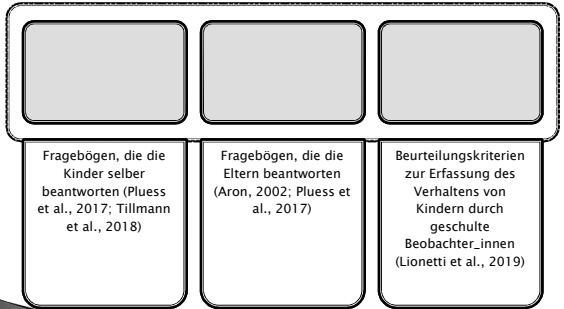 Fragebögen, die die
Kinder selber
beantworten (Pluess
et al., 2017; Tillmann
et al., 2018)
Fragebögen, die die
Eltern beantworten
(Aron, 2002; Pluess et
al., 2017)
Beurteilungskriterien
zur Erfassung des
Verhaltens von
Kindern durch
geschulte
Beobachter_innen
(Lionetti et al., 2019)